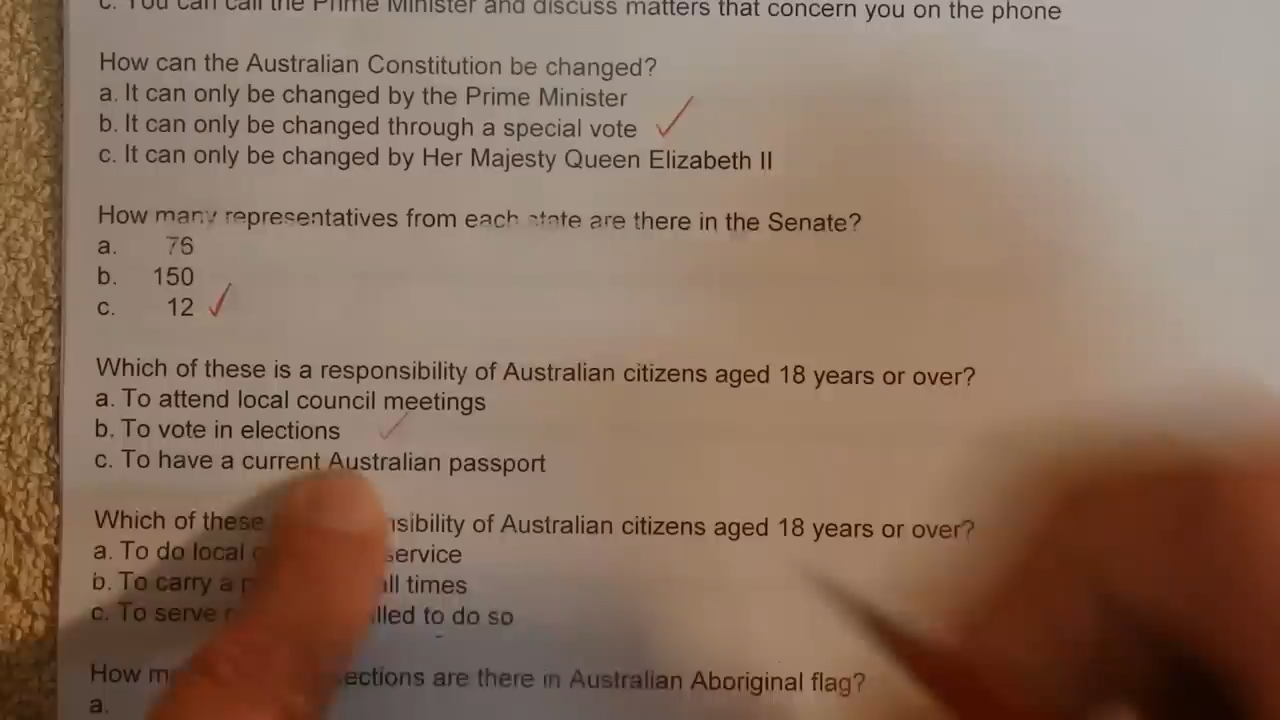 c. You can call the Prime Minister and discuss matters that concern you on the phone
How can the Australian Constitution be changed?
a. It can only be changed by the Prime Minister
b. It can only be changed through a special vote
c. It can only be changed by Her Majesty Queen Elizabeth II
How many representatives from each state are there in the Senate?
a. 76
b. 150
c. 12
Which of these is a responsibility of Australian citizens aged 18 years or over?
a. To attend local council meetings
b. To vote in elections
c. To have a current Australian passport
Which of these nsibility of Australian citizens aged 18 years or over?
a. To do local service
b. To carry a all times
c. To serve lled to do so
How m ections are there in Australian Aboriginal flag?
a.